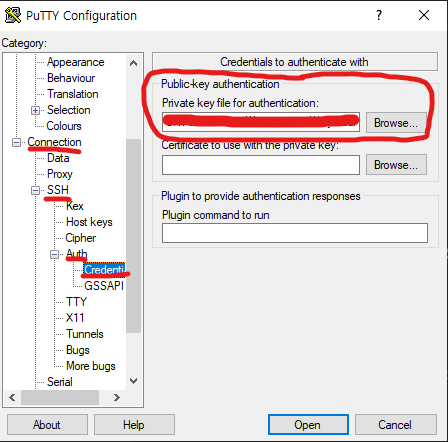 PuTTY Configuration
Category:
Appearance
Behaviour
Translation
Selection
Colours
Connection
Data
Proxy
SSH
Kex
Host keys
Cipher
Auth
Credenti
GSSAPI
TTY
X11
Tunnels
Bugs
More bugs
Serial
Credentials to authenticate with
Public-key authentication
Private key file for authentication:
Browse...
Certificate to use with the private key:
Browse...
Plugin to provide authentication responses
Plugin command to run
About
Help
Open
Cancel